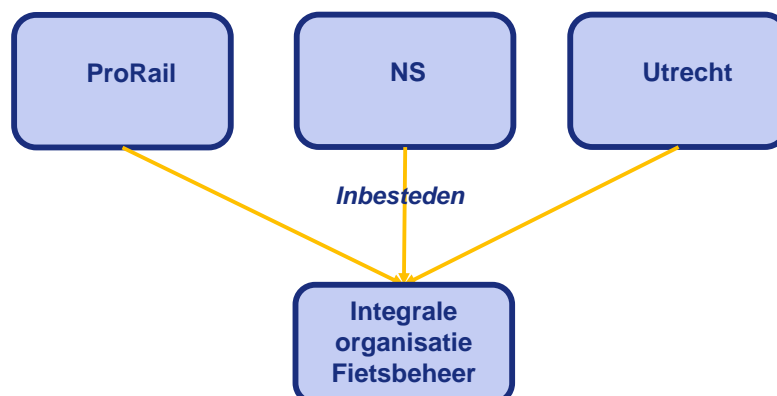 ProRail
NS
Utrecht
Inbesteden
Integrale
organisatie
Fietsbeheer